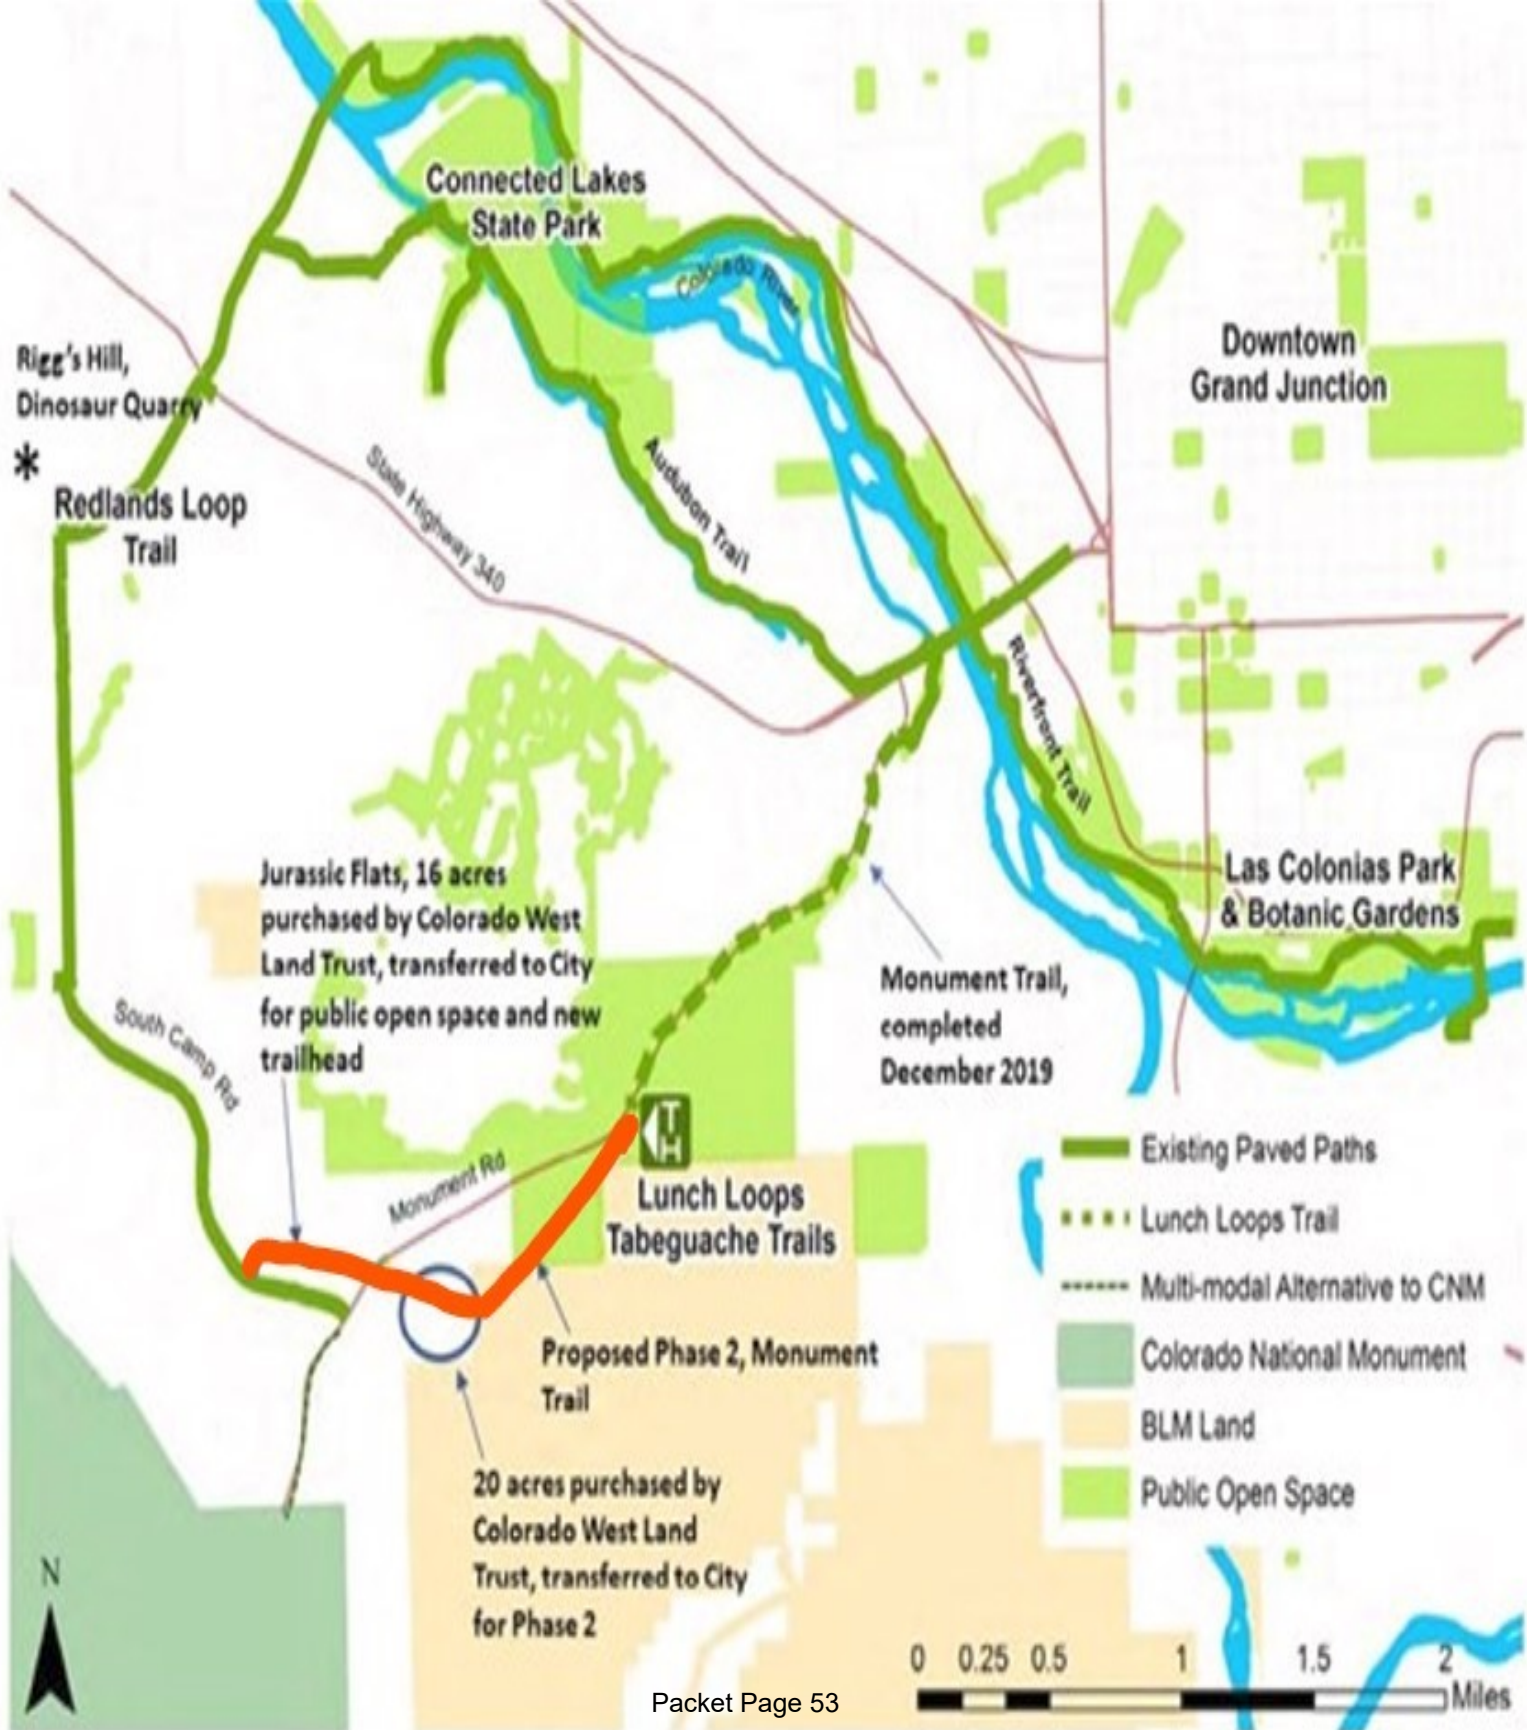 Connected Lakes
State Park
Colorado River
Downtown
Grand Junction
Rigg's Hill,
Dinosaur Quarry
*
Redlands Loop
Trail
State Highway 340
Audubon Trail
Riverfront Trail
Las Colonias Park
& Botanic Gardens
Jurassic Flats, 16 acres
purchased by Colorado West
Land Trust, transferred to City
for public open space and new
trailhead
Monument Trail,
completed
December 2019
South Camp Rd
Monument Rd
TH
Lunch Loops
Tabeguache Trails
Proposed Phase 2, Monument
Trail
20 acres purchased by
Colorado West Land
Trust, transferred to City
for Phase 2
Existing Paved Paths
Lunch Loops Trail
Multi-modal Alternative to CNM
Colorado National Monument
BLM Land
Public Open Space
N
0 0.25 0.5 1 1.5 2
Miles
Packet Page 53